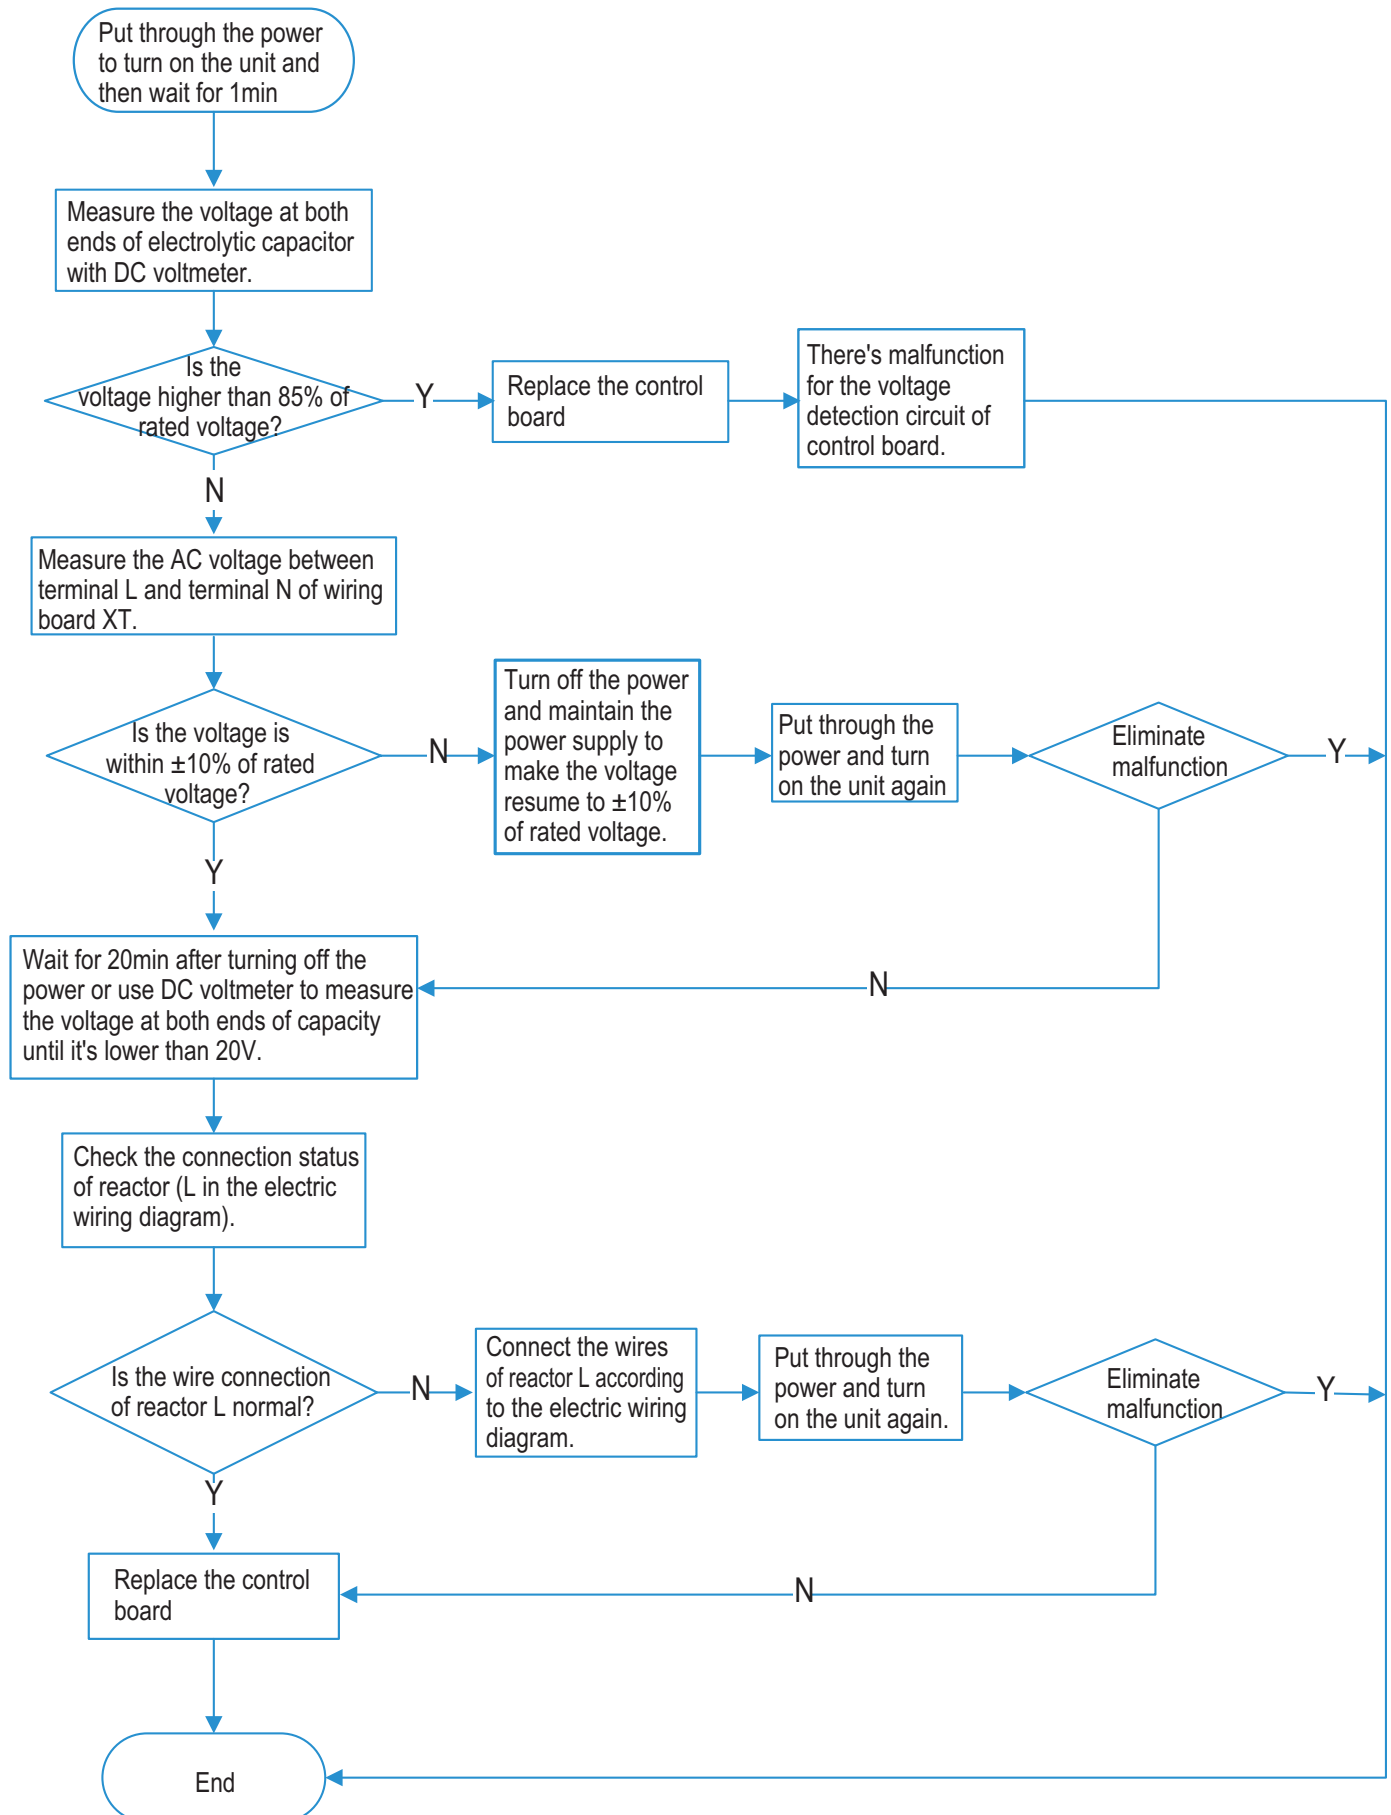 Put through the power
to turn on the unit and
then wait for 1min
Measure the voltage at both
ends of electrolytic capacitor
with DC voltmeter.
Is the
voltage higher than 85% of
rated voltage?
Y
Replace the control
board
There's malfunction
for the voltage
detection circuit of
control board.
N
Measure the AC voltage between
terminal L and terminal N of wiring
board XT.
Is the voltage is
within ±10% of rated
voltage?
N
Turn off the power
and maintain the
power supply to
make the voltage
resume to ±10%
of rated voltage.
Put through the
power and turn
on the unit again
Eliminate
malfunction
Y
Y
Wait for 20min after turning off the
power or use DC voltmeter to measure
the voltage at both ends of capacity
until it's lower than 20V.
N
Check the connection status
of reactor (L in the electric
wiring diagram).
Is the wire connection
of reactor L normal?
N
Connect the wires
of reactor L according
to the electric wiring
diagram.
Put through the
power and turn
on the unit again.
Eliminate
malfunction
Y
Y
Replace the control
board
N
End